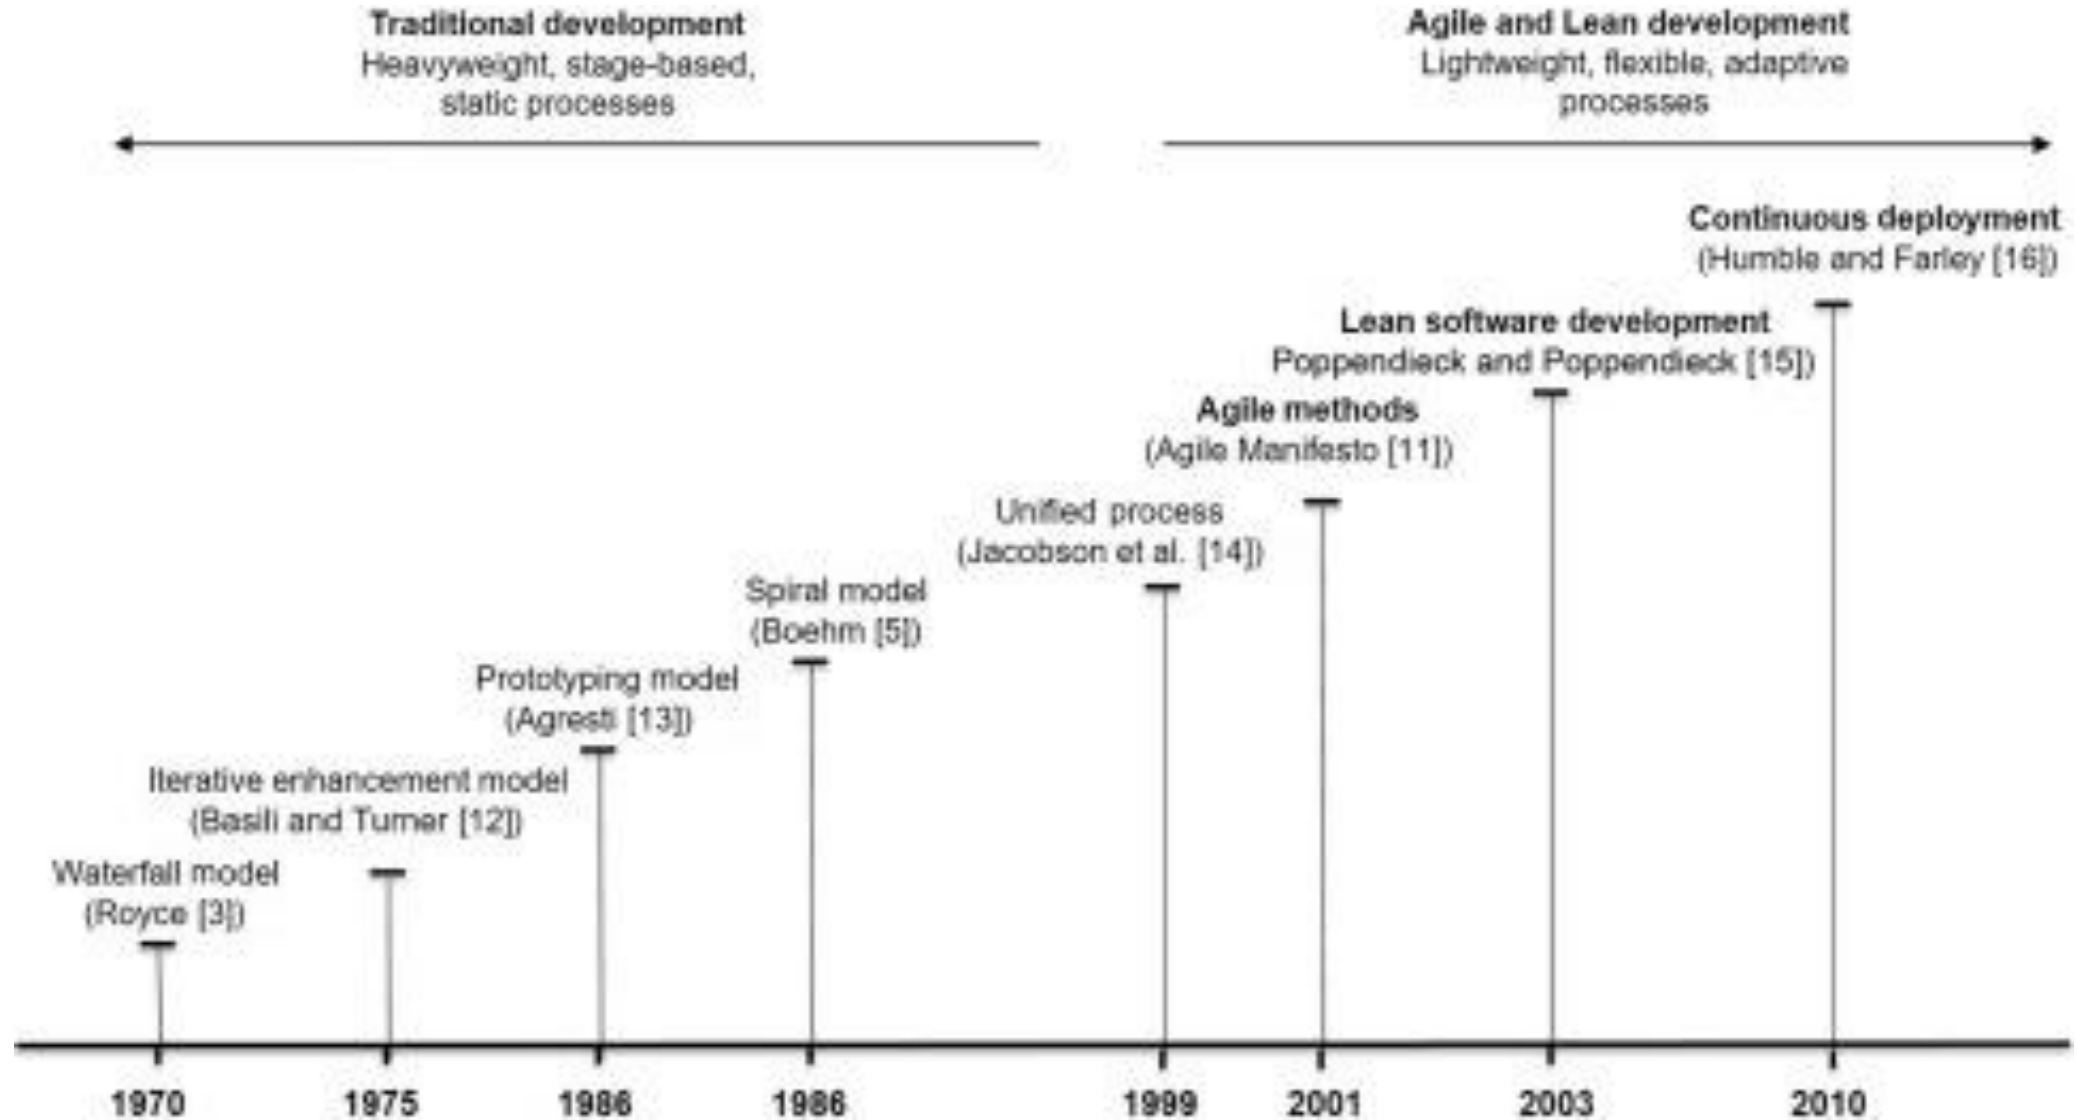 Traditional development
Heavyweight, stage-based,
static processes
Agile and Lean development
Lightweight, flexible, adaptive
processes
Continuous deployment
(Humble and Farley [16])
Lean software development
Poppendieck and Poppendieck [15])
Agile methods
(Agile Manifesto [11])
Unified process
(Jacobson et al. [14])
Spiral model
(Boehm [5])
Prototyping model
(Agresti [13])
Iterative enhancement model
(Basili and Turner [12])
Waterfall model
(Royce [3])
1970 1975 1986 1986 1999 2001 2003 2010